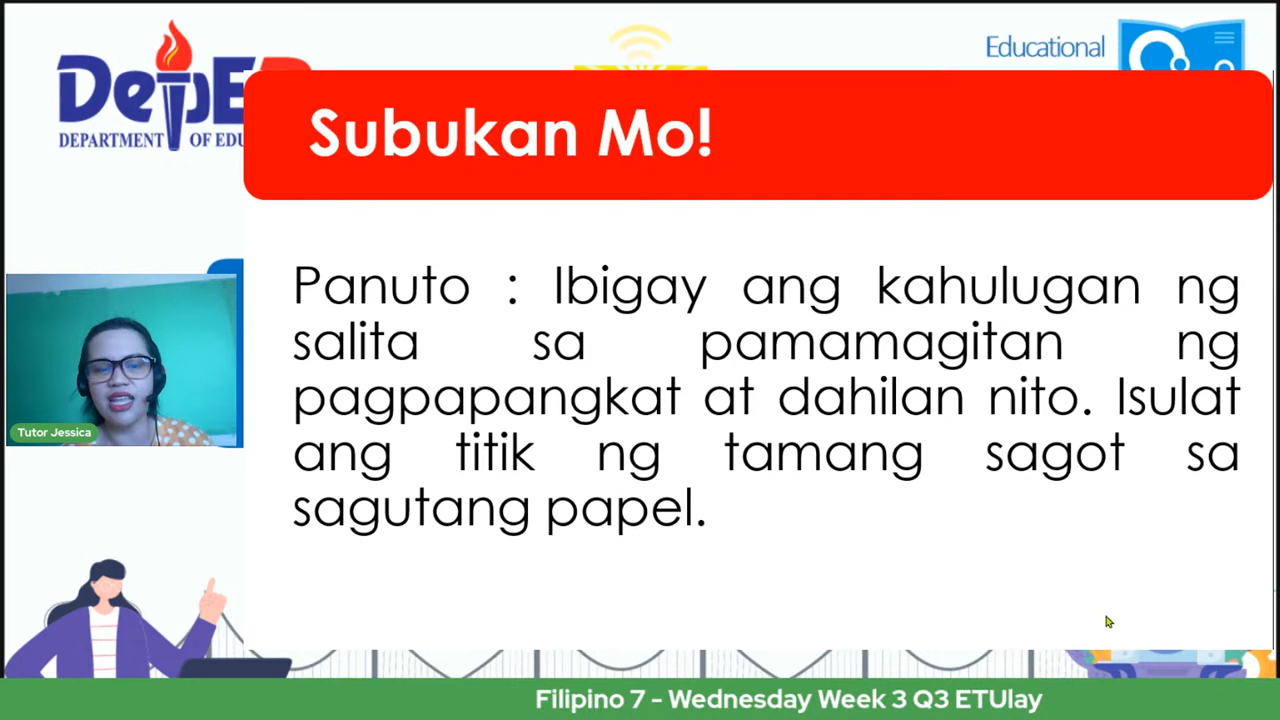 DepE
DEPARTMENT OF EDU
Educational
Subukan Mo!
Panuto : Ibigay ang kahulugan ng
salita sa pamamagitan ng
pagpapangkat at dahilan nito. Isulat
ang titik ng tamang sagot sa
sagutang papel.
Tutor Jessica
Filipino 7 - Wednesday Week 3 Q3 ETUlay